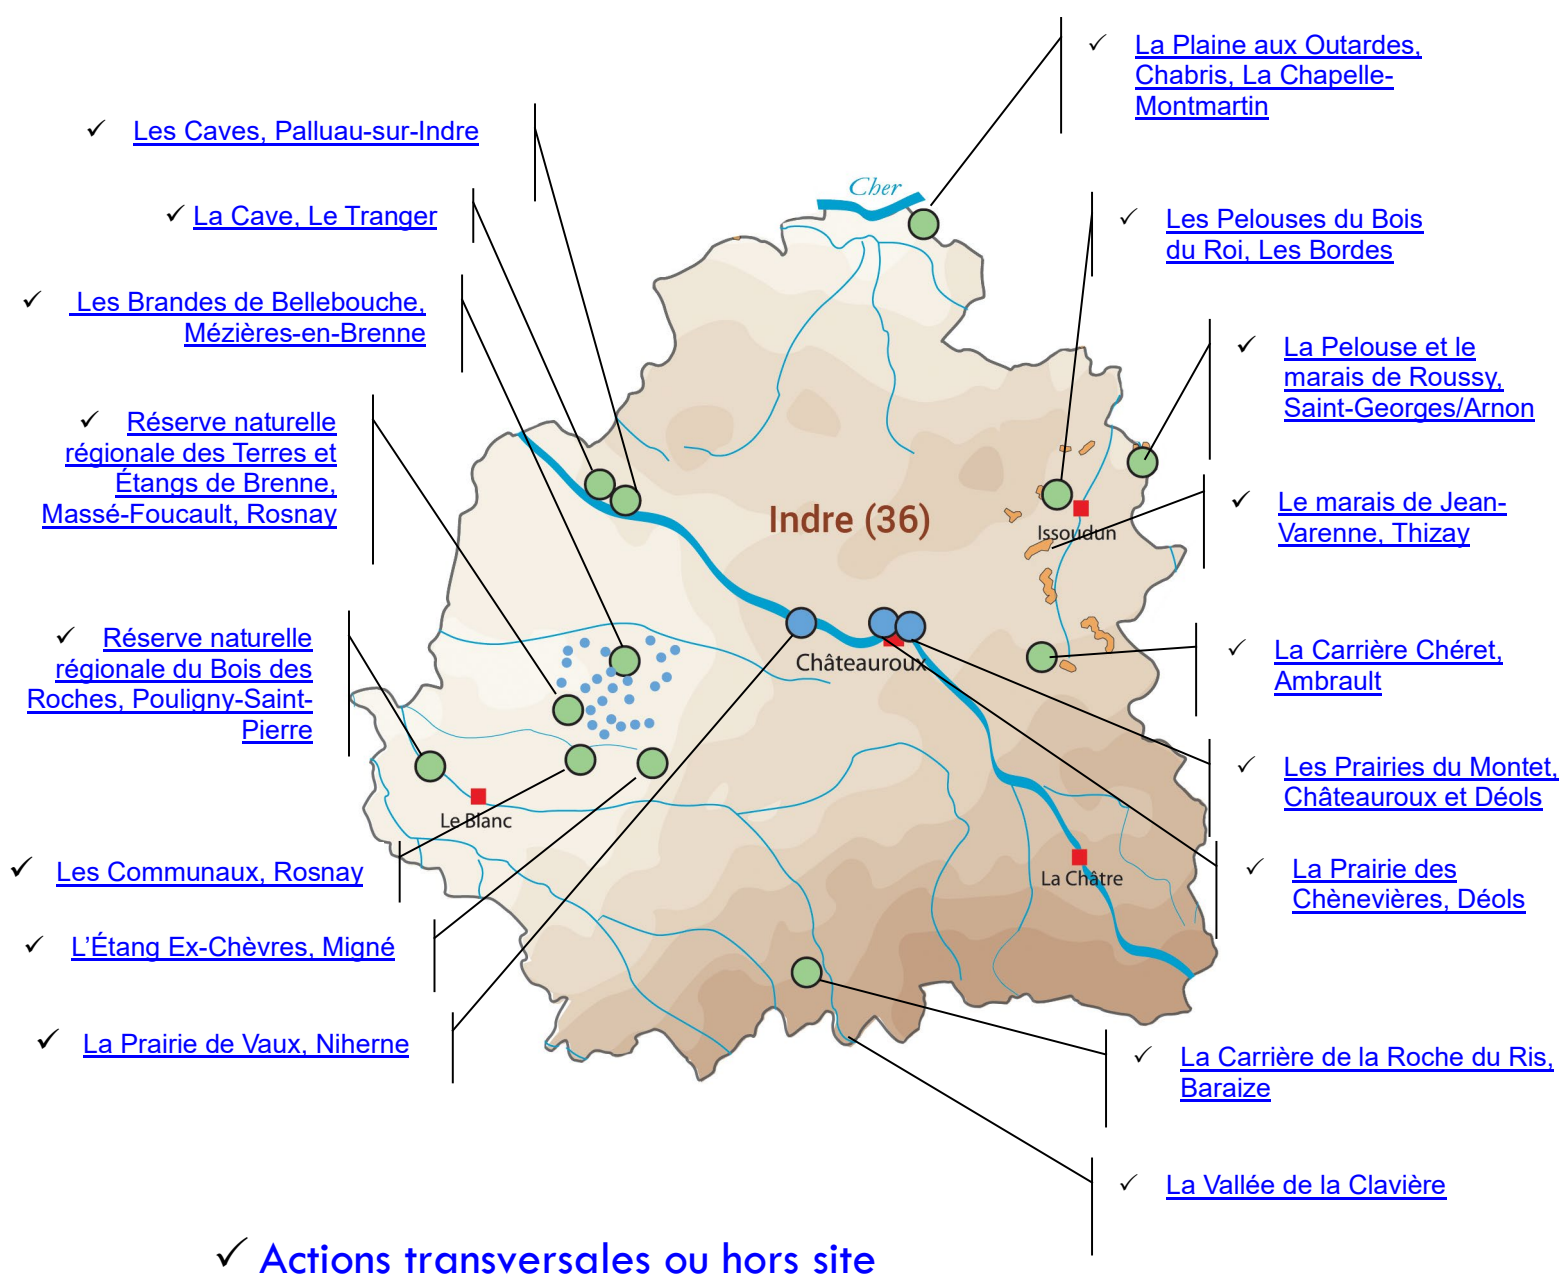 ✓ La Plaine aux Outardes,
Chabris, La Chapelle-
Montmartin
✓ Les Caves, Palluau-sur-Indre
Cher
✓ La Cave, Le Tranger
✓ Les Pelouses du Bois
du Roi, Les Bordes
✓ Les Brandes de Bellebouche,
Mézières-en-Brenne
✓ La Pelouse et le
marais de Roussy,
Saint-Georges/Arnon
✓ Réserve naturelle
régionale des Terres et
Étangs de Brenne,
Massé-Foucault, Rosnay
✓ Le marais de Jean-
Varenne, Thizay
Indre (36)
Issoudun
✓ Réserve naturelle
régionale du Bois des
Roches, Pouligny-Saint-
Pierre
✓ La Carrière Chéret,
Ambrault
Châteauroux
✓ Les Prairies du Montet,
Châteauroux et Déols
Le Blanc
✓ Les Communaux, Rosnay
✓ La Prairie des
Chènevières, Déols
La Châtre
✓ L’Étang Ex-Chèvres, Migné
✓ La Prairie de Vaux, Niherne
✓ La Carrière de la Roche du Ris,
Baraize
✓ La Vallée de la Clavière
✓ Actions transversales ou hors site